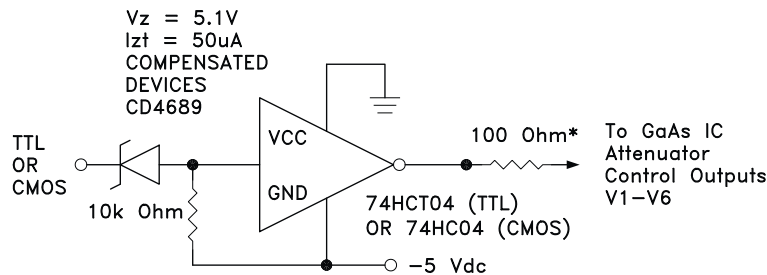 Vz = 5.1V
Izt = 50uA
COMPENSATED
DEVICES
CD4689
TTL
OR
CMOS
10k Ohm
VCC
GND
74HCT04 (TTL)
OR 74HC04 (CMOS)
-5 Vdc
100 Ohm*
To GaAs IC
Attenuator
Control Outputs
V1-V6